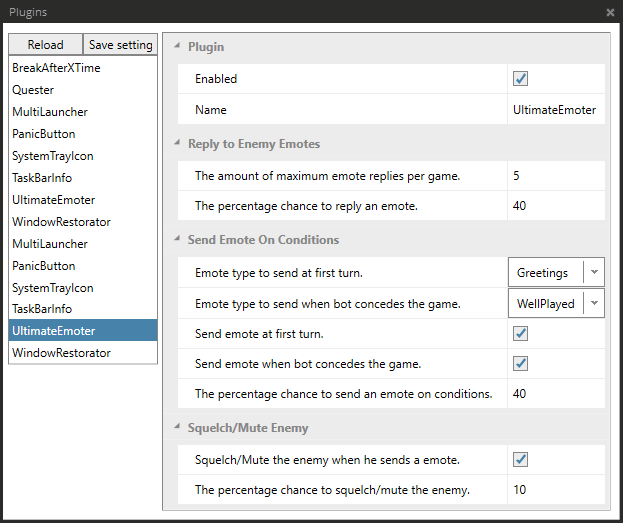 Plugins
Reload
Save setting
BreakAfterXTime
Quester
MultiLauncher
PanicButton
SystemTrayIcon
TaskBarInfo
UltimateEmoter
WindowRestorator
MultiLauncher
PanicButton
SystemTrayIcon
TaskBarInfo
UltimateEmoter
WindowRestorator
Plugin
Enabled
Name UltimateEmoter
Reply to Enemy Emotes
The amount of maximum emote replies per game. 5
The percentage chance to reply an emote. 40
Send Emote On Conditions
Emote type to send at first turn. Greetings
Emote type to send when bot concedes the game. WellPlayed
Send emote at first turn.
Send emote when bot concedes the game.
The percentage chance to send an emote on conditions. 40
Squelch/Mute Enemy
Squelch/Mute the enemy when he sends a emote.
The percentage chance to squelch/mute the enemy. 10